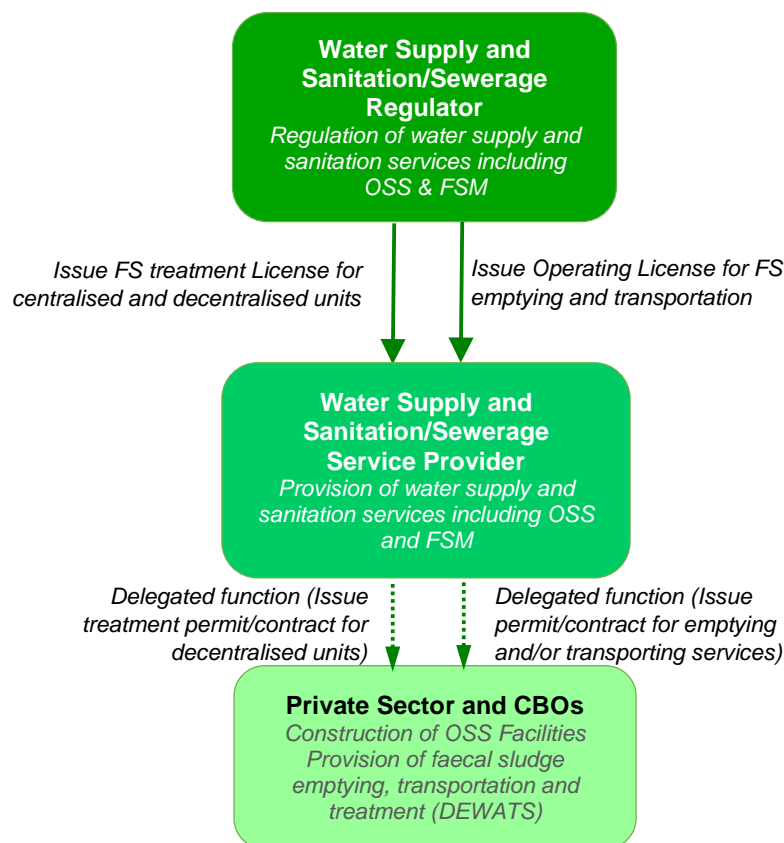 Water Supply and
Sanitation/Sewerage
Regulator
Regulation of water supply and
sanitation services including
OSS & FSM
Issue FS treatment License for
centralised and decentralised units
Issue Operating License for FS
emptying and transportation
Water Supply and
Sanitation/Sewerage
Service Provider
Provision of water supply and
sanitation services including OSS
and FSM
Delegated function (Issue
treatment permit/contract for
decentralised units)
Delegated function (Issue
permit/contract for emptying
and/or transporting services)
Private Sector and CBOs
Construction of OSS Facilities
Provision of faecal sludge
emptying, transportation and
treatment (DEWATS)